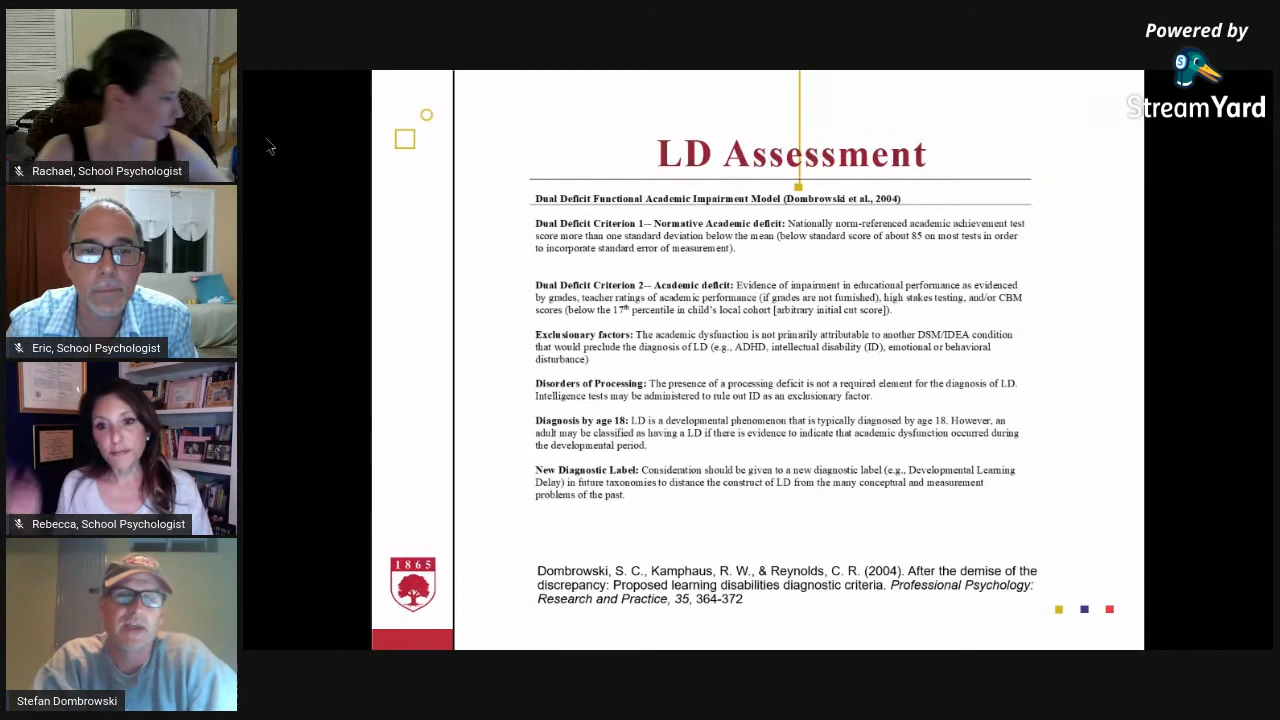 Rachael, School Psychologist
Eric, School Psychologist
Rebecca, School Psychologist
Stefan Dombrowski
Powered by
S
StreamYard
LD Assessment
Dual Deficit Functional Academic Impairment Model (Dombrowski et al., 2004)
Dual Deficit Criterion 1-- Normative Academic deficit: Nationally norm-referenced academic achievement test
score more than one standard deviation below the mean (below standard score of about 85 on most tests in order
to incorporate standard error of measurement).
Dual Deficit Criterion 2-- Academic deficit: Evidence of impairment in educational performance as evidenced
by grades, teacher ratings of academic performance (if grades are not furnished), high stakes testing, and/or CBM
scores (below the 17th percentile in child's local cohort [arbitrary initial cut score]).
Exclusionary factors: The academic dysfunction is not primarily attributable to another DSM/IDEA condition
that would preclude the diagnosis of LD (e.g., ADHD, intellectual disability (ID), emotional or behavioral
disturbance)
Disorders of Processing: The presence of a processing deficit is not a required element for the diagnosis of LD.
Intelligence tests may be administered to rule out ID as an exclusionary factor.
Diagnosis by age 18: LD is a developmental phenomenon that is typically diagnosed by age 18. However, an
adult may be classified as having a LD if there is evidence to indicate that academic dysfunction occurred during
the developmental period.
New Diagnostic Label: Consideration should be given to a new diagnostic label (e.g., Developmental Learning
Delay) in future taxonomies to distance the construct of LD from the many conceptual and measurement
problems of the past.
1865
Dombrowski, S. C., Kamphaus, R. W., & Reynolds, C. R. (2004). After the demise of the
discrepancy: Proposed learning disabilities diagnostic criteria. Professional Psychology:
Research and Practice, 35, 364-372